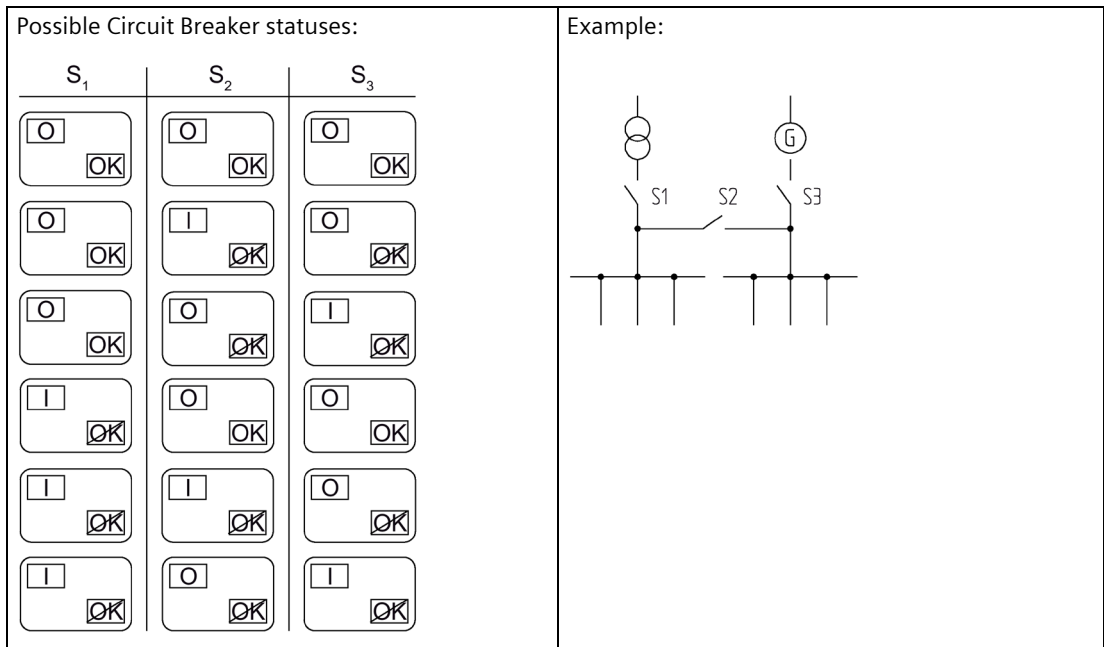 Possible Circuit Breaker statuses:
S1 S2 S3
O O O
OK OK OK
O I O
OK OK OK
O O I
OK OK OK
I O O
OK OK OK
I I O
OK OK OK
I O I
OK OK OK
Example:
G
S1 S2 S3